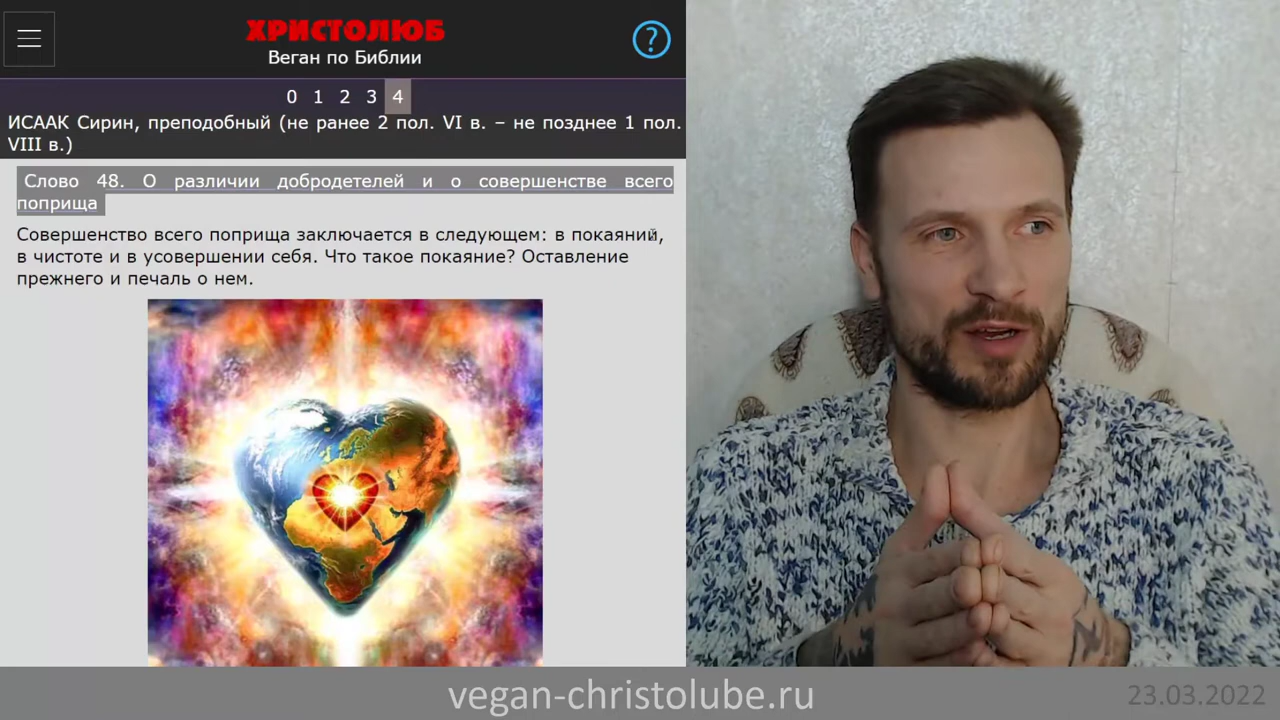 ХРИСТОЛЮБ
Веган по Библии
?
0 1 2 3 4
ИСААК Сирин, преподобный (не ранее 2 пол. VI в. – не позднее 1 пол.
VIII в.)
Слово 48. О различии добродетелей и о совершенстве всего
поприща
Совершенство всего поприща заключается в следующем: в покаяний,
в чистоте и в усовершении себя. Что такое покаяние? Оставление
прежнего и печаль о нем.
vegan-christolube.ru
23.03.2022